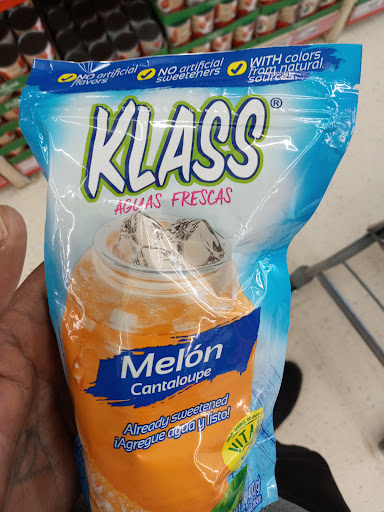 NO artificial flavors
NO artificial sweeteners
WITH colors from natural sources
KLASS®
AGUAS FRESCAS
Melón
Cantaloupe
Already sweetened
¡Agregue agua y listo!
VITA